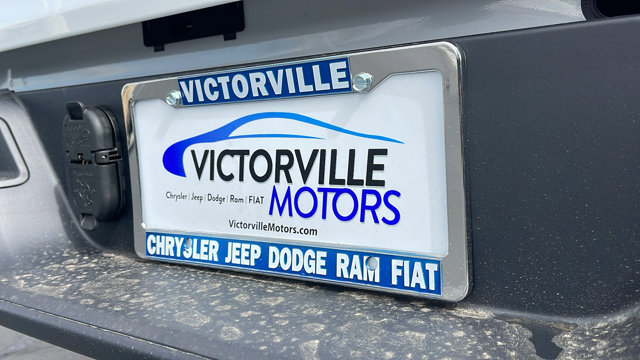 VICTORVILLE
VICTORVILLE
Chrysler | Jeep | Dodge | Ram | FIAT
MOTORS
VictorvilleMotors.com
CHRYSLER JEEP DODGE RAM FIAT